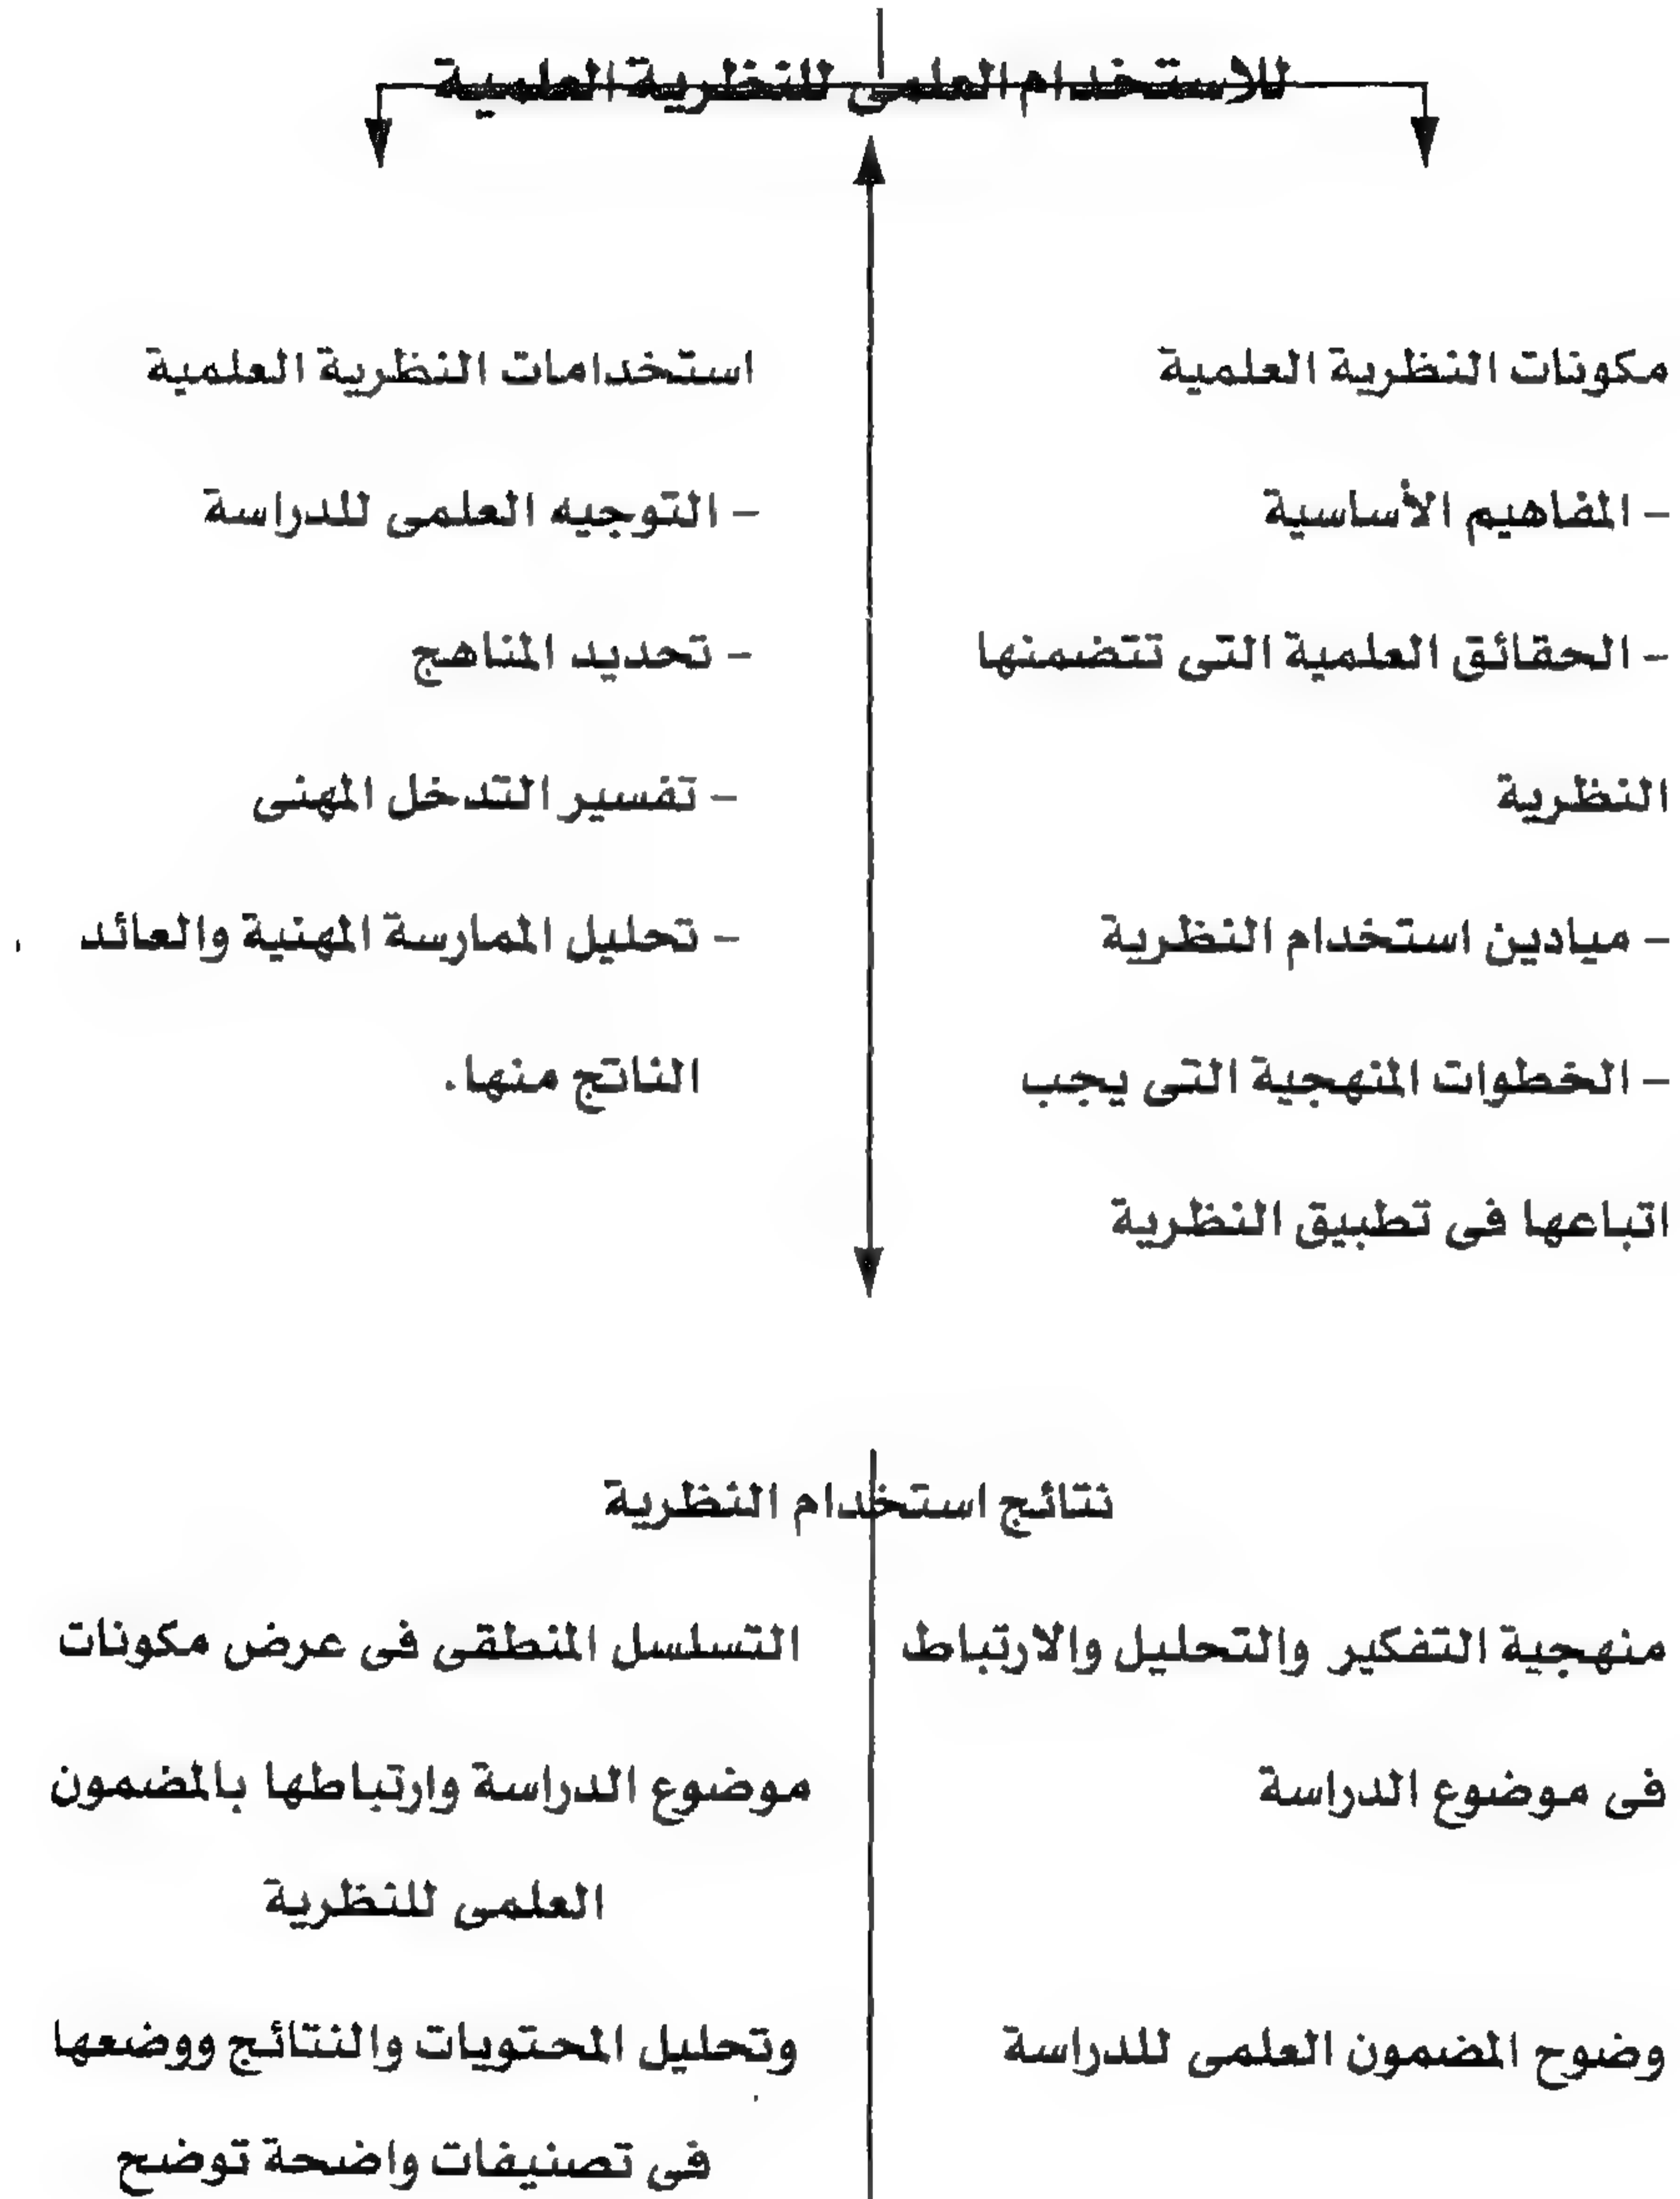 للاستخدام العلمى للنظرية العلمية
مكونات النظرية العلمية
- المفاهيم الأساسية
- الحقائق العلمية التى تتضمنها
النظرية
- ميادين استخدام النظرية
- الخطوات المنهجية التى يجب
اتباعها فى تطبيق النظرية
استخدامات النظرية العلمية
- التوجيه العلمى للدراسة
- تحديد المناهج
- تفسير التدخل المهنى
- تحليل الممارسة المهنية والعائد
الناتج منها.
نتائج استخدام النظرية
منهجية التفكير والتحليل والارتباط
فى موضوع الدراسة
وضوح المضمون العلمى للدراسة
التسلسل المنطقى فى عرض مكونات
موضوع الدراسة وارتباطها بالمضمون
العلمى للنظرية
وتحليل المحتويات والنتائج ووضعها
فى تصنيفات واضحة توضح